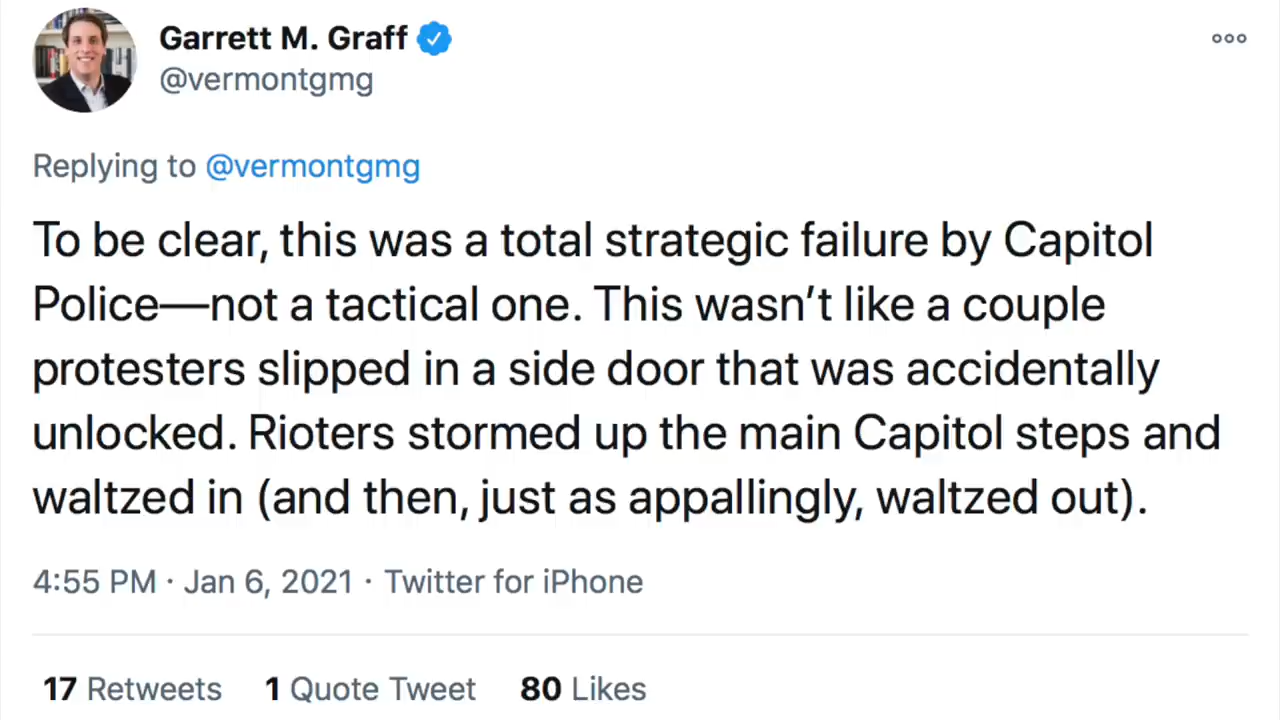 Garrett M. Graff
@vermontgmg
Replying to @vermontgmg
To be clear, this was a total strategic failure by Capitol
Police—not a tactical one. This wasn’t like a couple
protesters slipped in a side door that was accidentally
unlocked. Rioters stormed up the main Capitol steps and
waltzed in (and then, just as appallingly, waltzed out).
4:55 PM · Jan 6, 2021 · Twitter for iPhone
17 Retweets 1 Quote Tweet 80 Likes